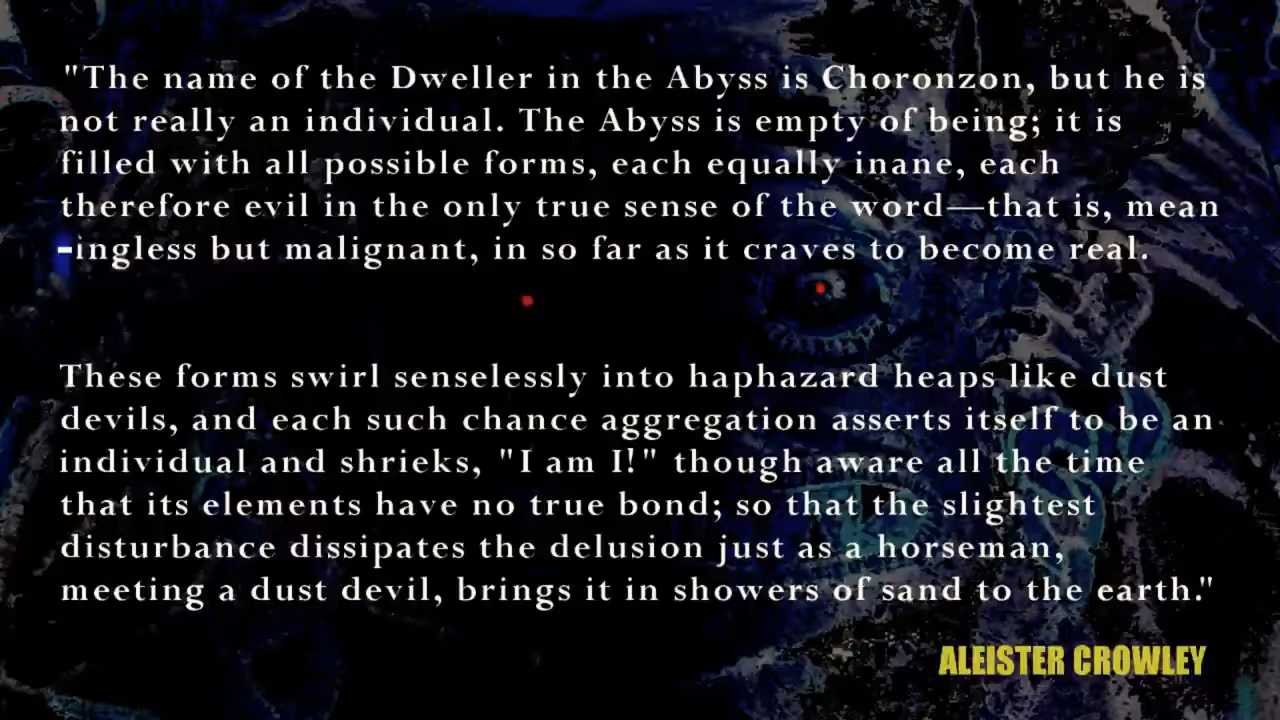 "The name of the Dweller in the Abyss is Choronzon, but he is
not really an individual. The Abyss is empty of being; it is
filled with all possible forms, each equally inane, each
therefore evil in the only true sense of the word—that is, mean
-ingless but malignant, in so far as it craves to become real.
These forms swirl senselessly into haphazard heaps like dust
devils, and each such chance aggregation asserts itself to be an
individual and shrieks, "I am I!" though aware all the time
that its elements have no true bond; so that the slightest
disturbance dissipates the delusion just as a horseman,
meeting a dust devil, brings it in showers of sand to the earth."
ALEISTER CROWLEY